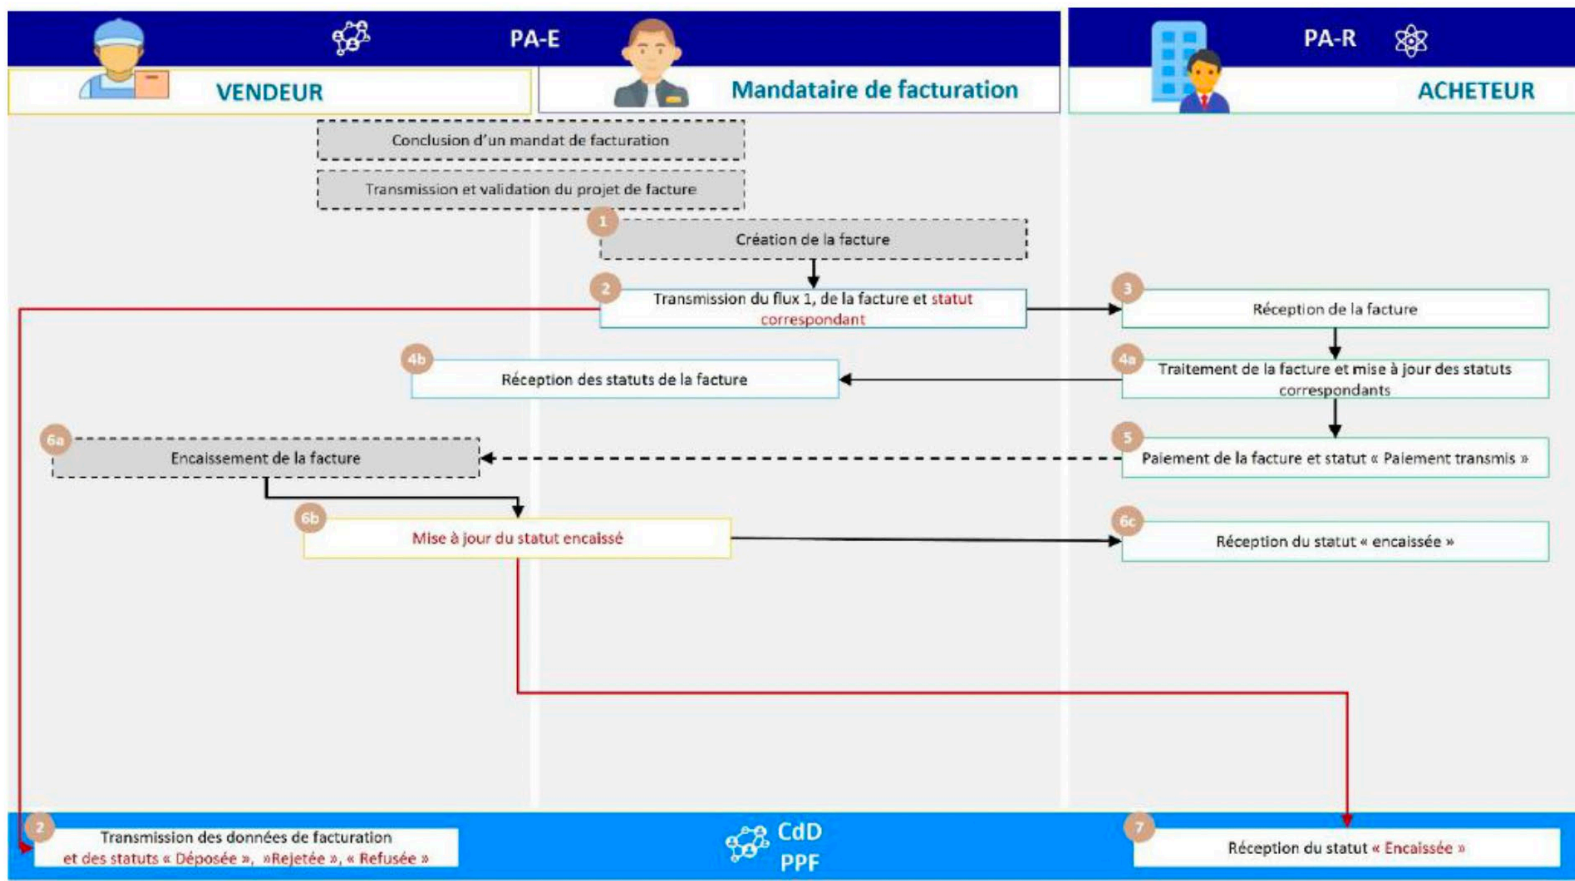 PA-E
PA-R
VENDEUR
Mandataire de facturation
ACHETEUR
Conclusion d'un mandat de facturation
Transmission et validation du projet de facture
1
Création de la facture
2
Transmission du flux 1, de la facture et statut
correspondant
3
Réception de la facture
4b
Réception des statuts de la facture
4a
Traitement de la facture et mise à jour des statuts
correspondants
6a
Encaissement de la facture
5
Paiement de la facture et statut « Paiement transmis »
6b
Mise à jour du statut encaissé
6c
Réception du statut « encaissée »
2
Transmission des données de facturation
et des statuts « Déposée », »Rejetée », « Refusée »
CdD
PPF
7
Réception du statut « Encaissée »